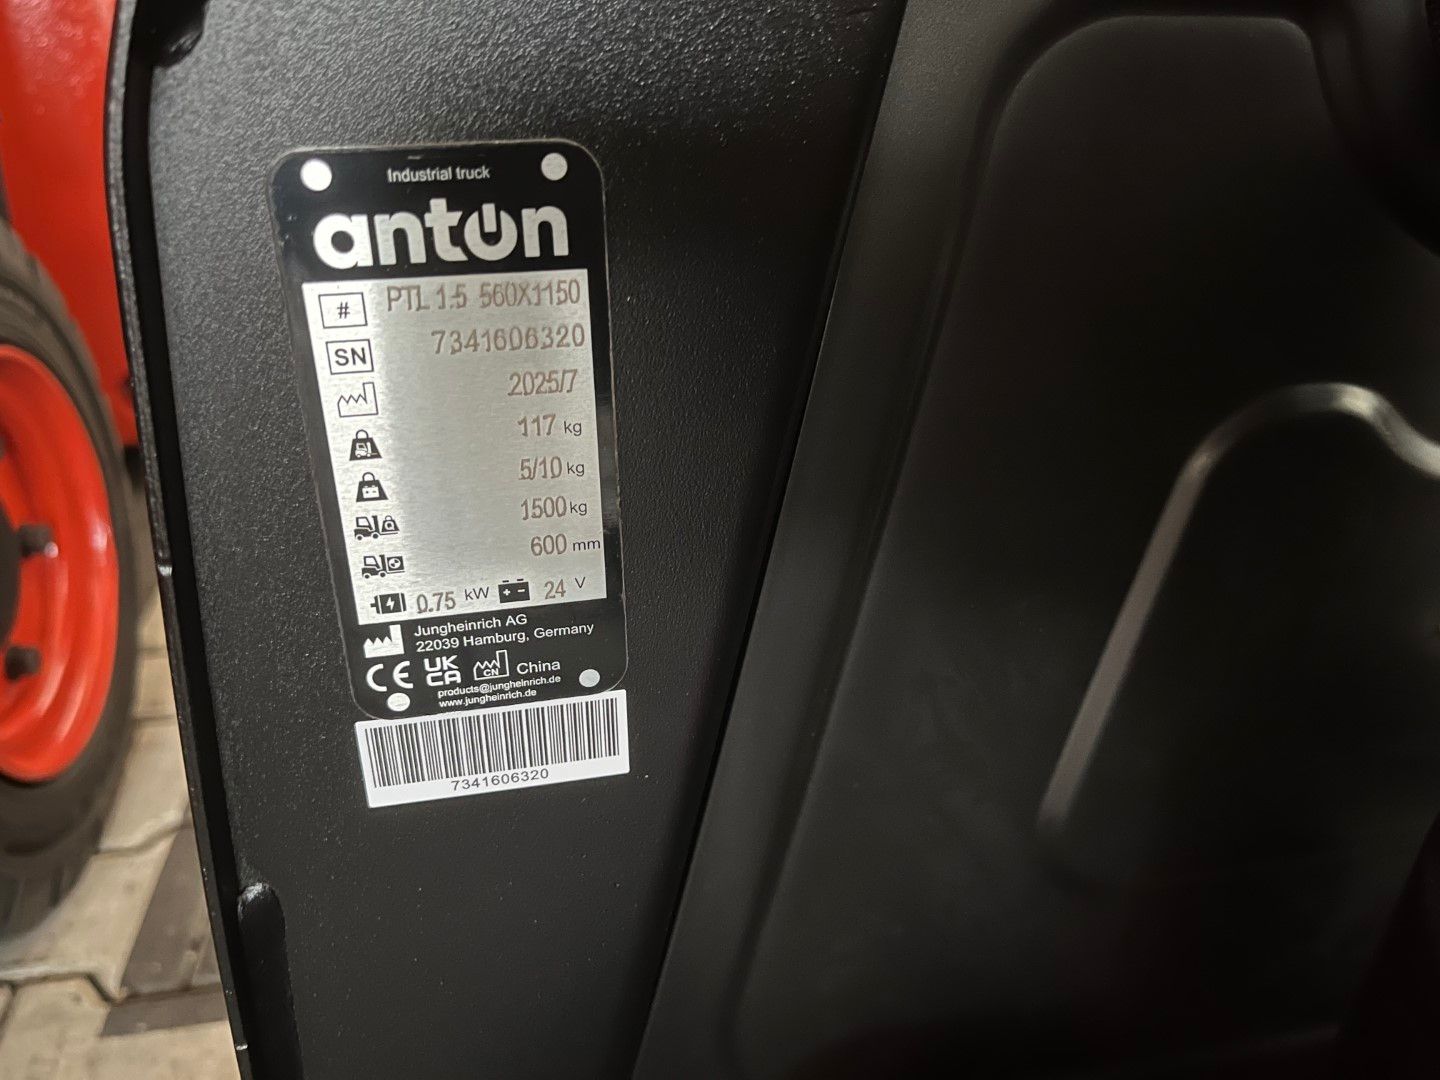 Industrial truck
anton
# PTL 1.5 560X1150
SN 7341606320
2025/7
117 kg
5/10 kg
1500 kg
600 mm
0.75 kW 24 V
Jungheinrich AG
22039 Hamburg, Germany
CE UK CA CN China
products@jungheinrich.de
www.jungheinrich.de
7341606320